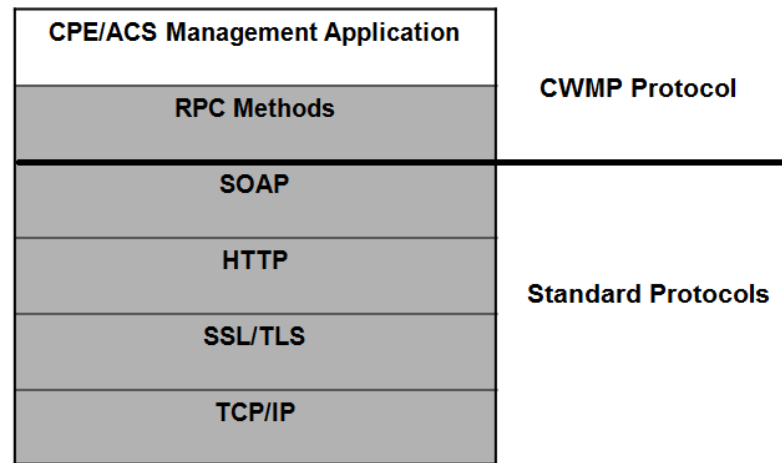 CPE/ACS Management Application
RPC Methods
CWMP Protocol
SOAP
HTTP
SSL/TLS
TCP/IP
Standard Protocols